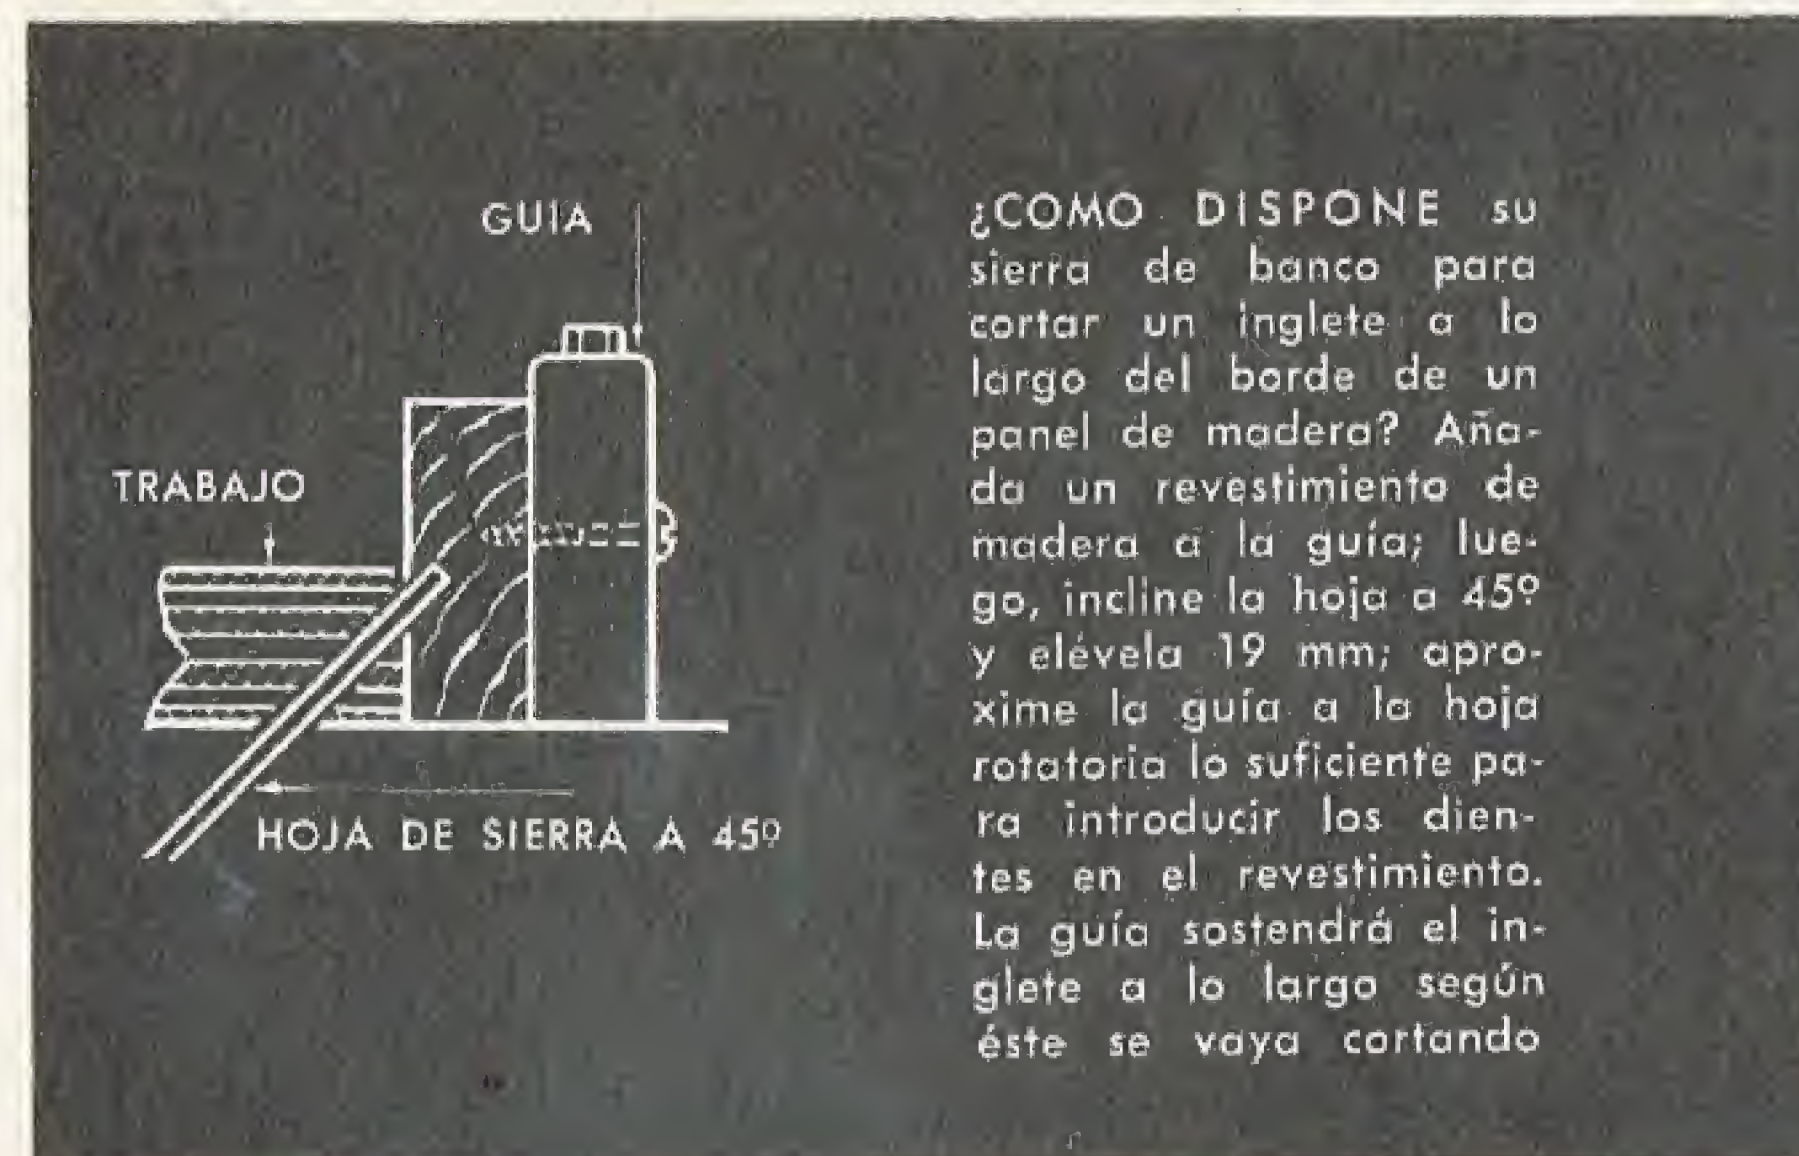 GUIA
TRABAJO
HOJA DE SIERRA A 45º
¿COMO DISPONE su
sierra de banco para
cortar un inglete a lo
largo del borde de un
panel de madera? Aña-
da un revestimiento de
madera a la guía; lue-
go, incline la hoja a 45º
y elévela 19 mm; apro-
xime la guía a la hoja
rotatoria lo suficiente pa-
ra introducir los dien-
tes en el revestimiento.
La guía sostendrá el in-
glete a lo largo según
éste se vaya cortando